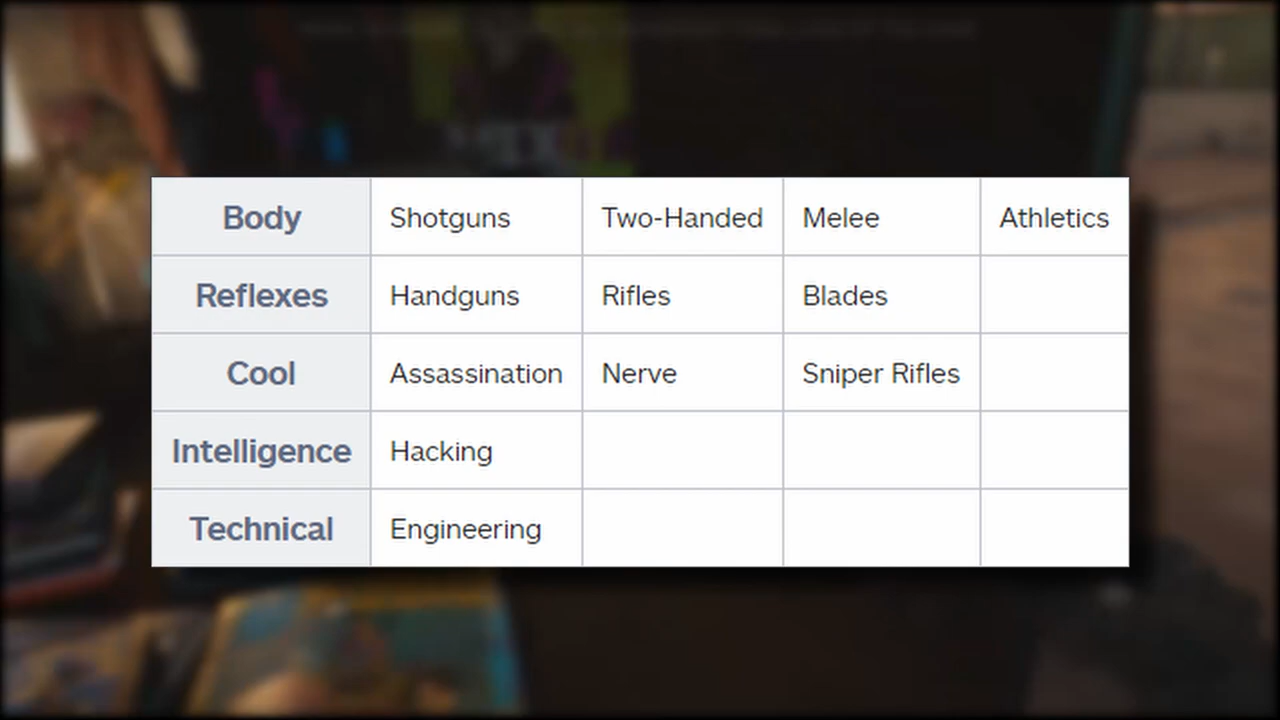 Body Shotguns Two-Handed Melee Athletics
Reflexes Handguns Rifles Blades
Cool Assassination Nerve Sniper Rifles
Intelligence Hacking
Technical Engineering